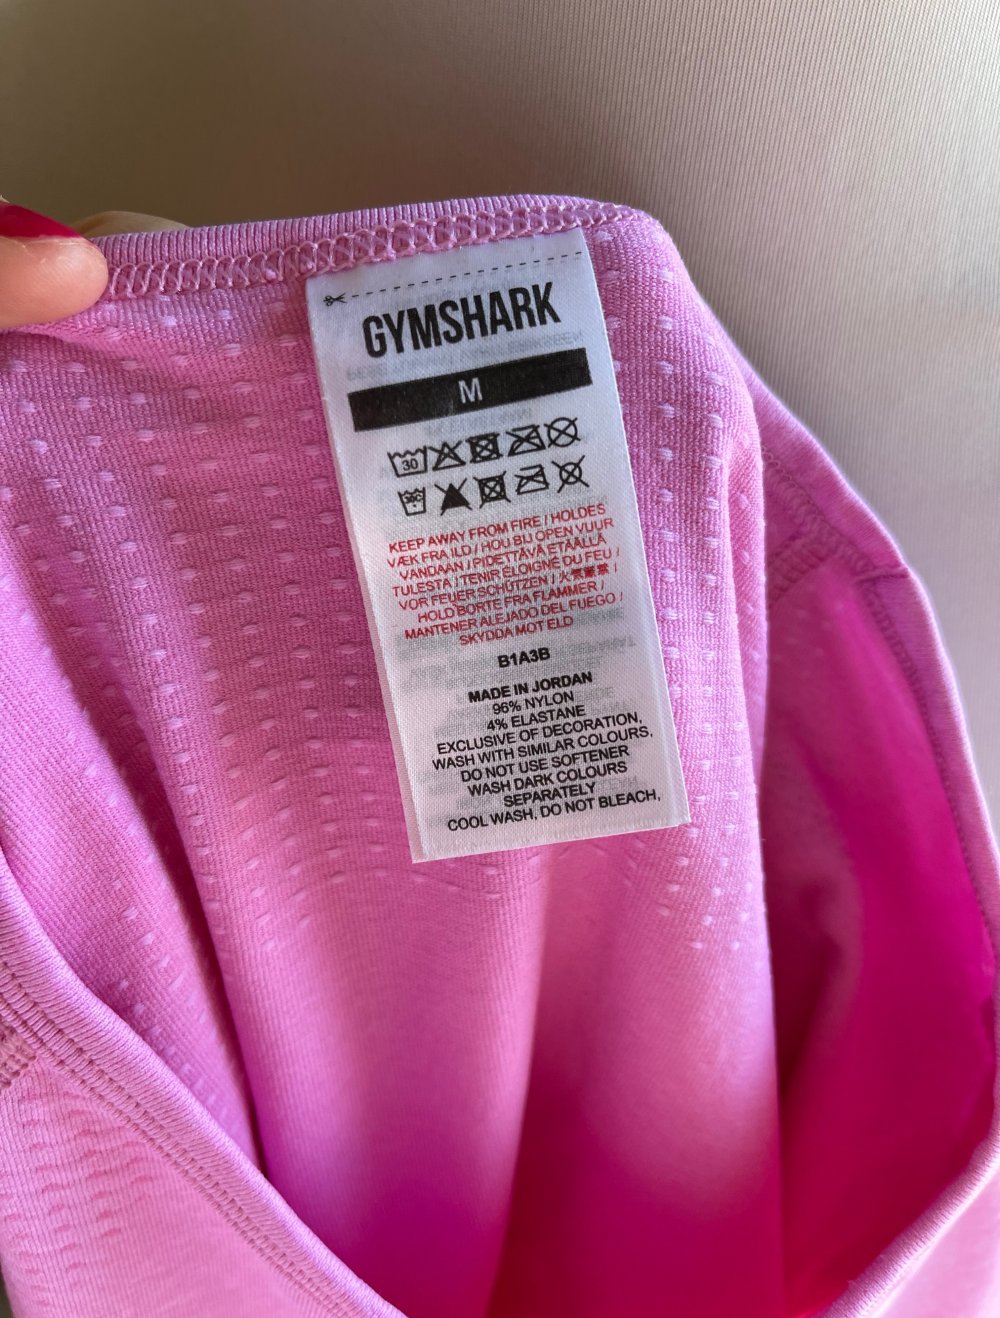 GYMSHARK
M
30
30
KEEP AWAY FROM FIRE / HOLDES
VÆK FRA ILD / HOU BIJ OPEN VUUR
VANDAAN / PIDETTÄVÄ ETÄÄLLÄ
TULESTA / TENIR ÉLOIGNÉ DU FEU /
VOR FEUER SCHÜTZEN / 火
HOLD BORTE FRA FLAMMER /
MANTENER ALEJADO DEL FUEGO /
SKYDDA MOT ELD
B1A3B
MADE IN JORDAN
96% NYLON
4% ELASTANE
EXCLUSIVE OF DECORATION,
WASH WITH SIMILAR COLOURS,
DO NOT USE SOFTENER
WASH DARK COLOURS
SEPARATELY
COOL WASH, DO NOT BLEACH,